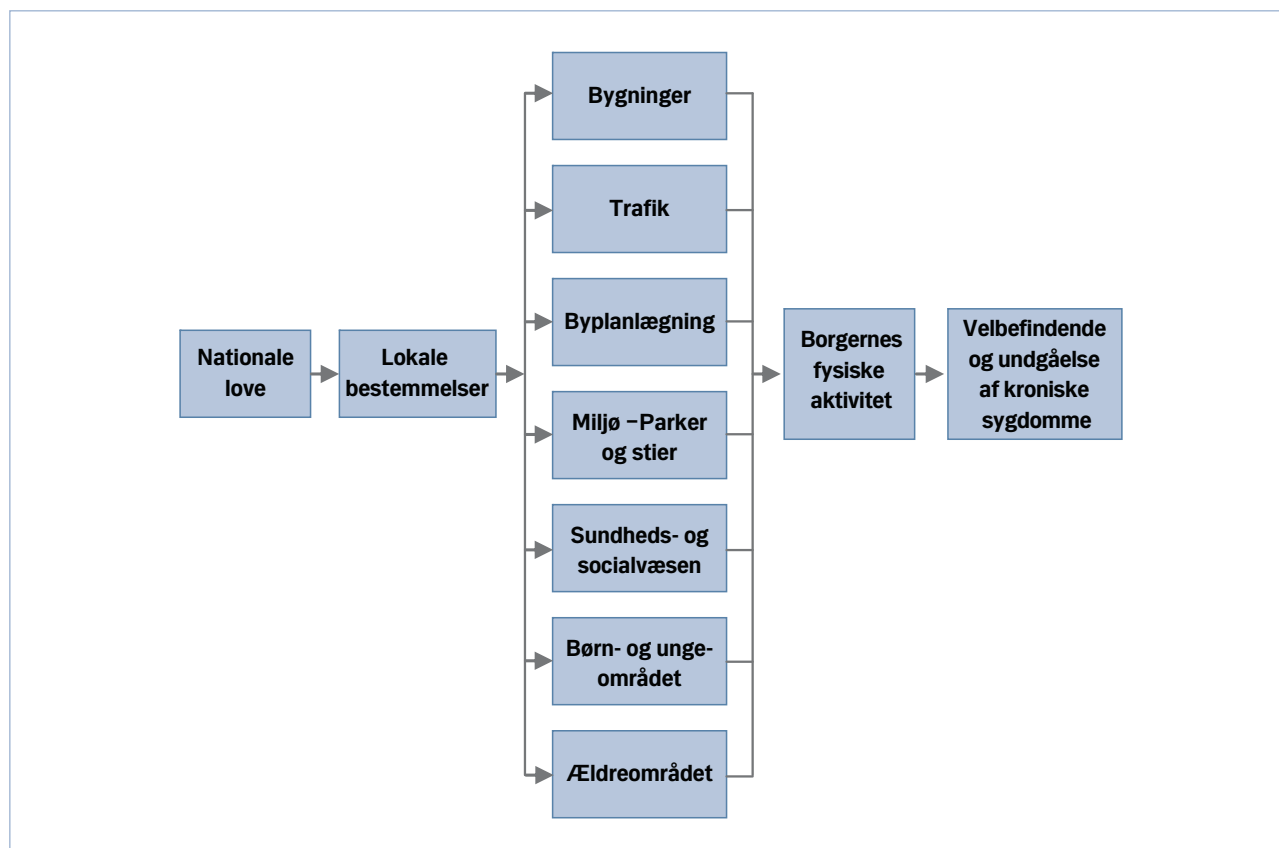 Nationale
love
Lokale
bestemmelser
Bygninger
Trafik
Byplanlægning
Miljø –Parker
og stier
Sundheds- og
socialvæsen
Børn- og unge-
området
Ældreområdet
Borgernes
fysiske
aktivitet
Velbefindende
og undgåelse
af kroniske
sygdomme